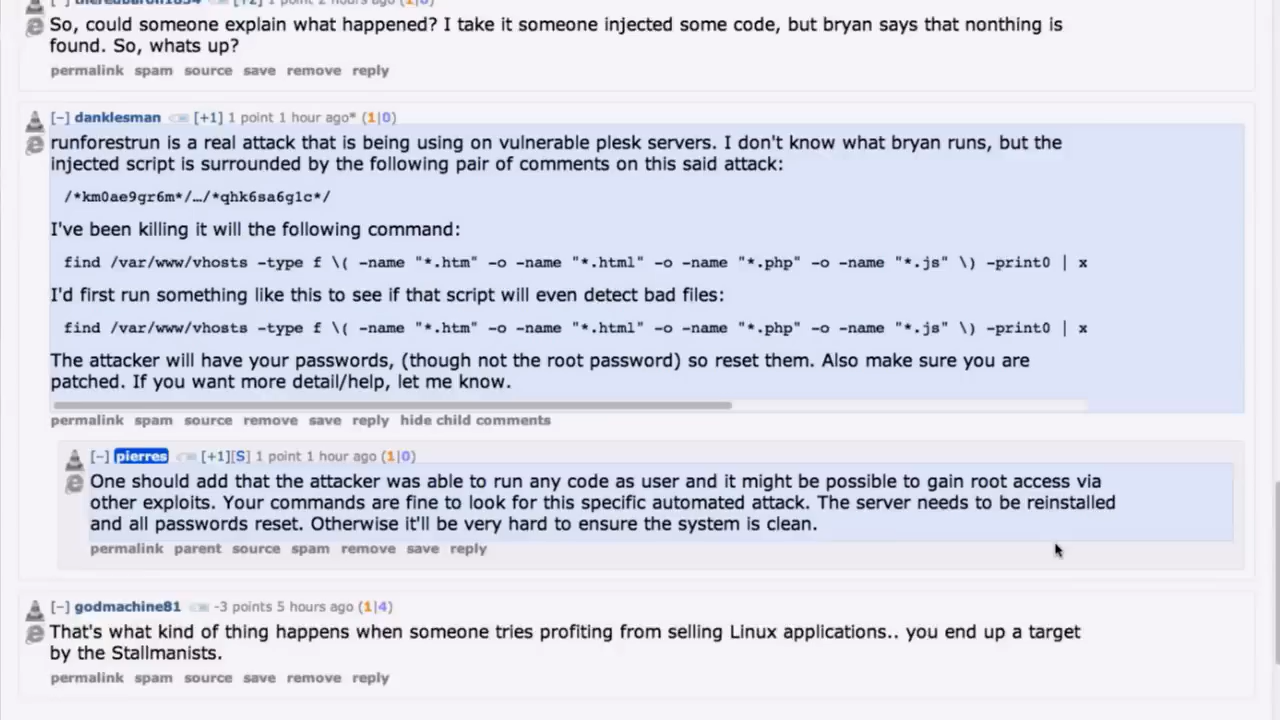 [-] theredbaron1834 [+2] 1 point 2 hours ago (1|0)
So, could someone explain what happened? I take it someone injected some code, but bryan says that nonthing is
found. So, whats up?
permalink spam source save remove reply
[-] danklesman [+1] 1 point 1 hour ago* (1|0)
runforestrun is a real attack that is being using on vulnerable plesk servers. I don't know what bryan runs, but the
injected script is surrounded by the following pair of comments on this said attack:
/*km0ae9gr6m*/…/*qhk6sa6g1c*/
I've been killing it will the following command:
find /var/www/vhosts -type f \( -name "*.htm" -o -name "*.html" -o -name "*.php" -o -name "*.js" \) -print0 | x
I'd first run something like this to see if that script will even detect bad files:
find /var/www/vhosts -type f \( -name "*.htm" -o -name "*.html" -o -name "*.php" -o -name "*.js" \) -print0 | x
The attacker will have your passwords, (though not the root password) so reset them. Also make sure you are
patched. If you want more detail/help, let me know.
permalink spam source remove save reply hide child comments
[-] pierres [+1][S] 1 point 1 hour ago (1|0)
One should add that the attacker was able to run any code as user and it might be possible to gain root access via
other exploits. Your commands are fine to look for this specific automated attack. The server needs to be reinstalled
and all passwords reset. Otherwise it'll be very hard to ensure the system is clean.
permalink parent source spam remove save reply
[-] godmachine81 -3 points 5 hours ago (1|4)
That's what kind of thing happens when someone tries profiting from selling Linux applications.. you end up a target
by the Stallmanists.
permalink spam source save remove reply